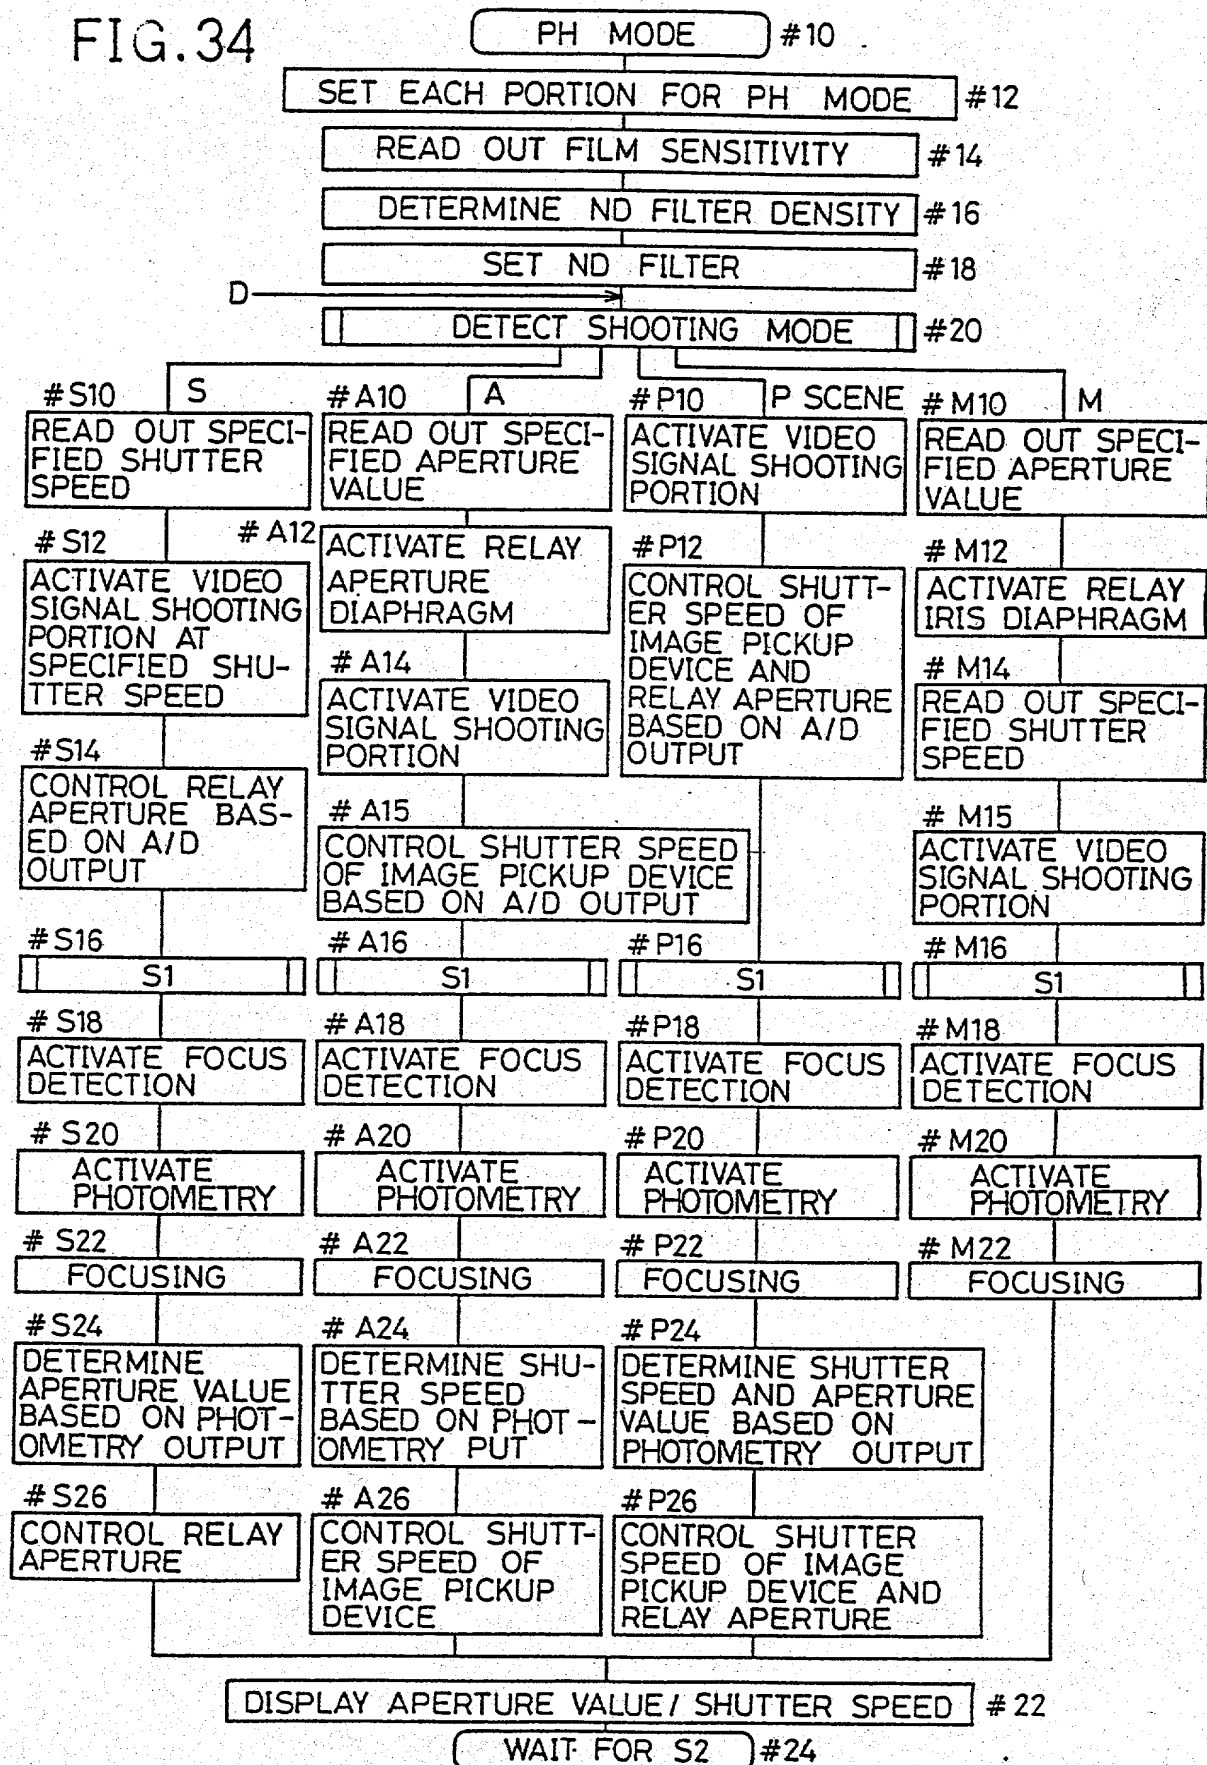 FIG.34
PH MODE #10
SET EACH PORTION FOR PH MODE #12
READ OUT FILM SENSITIVITY #14
DETERMINE ND FILTER DENSITY #16
SET ND FILTER #18
D
DETECT SHOOTING MODE #20
#S10 S
READ OUT SPECI-
FIED SHUTTER
SPEED
#S12
ACTIVATE VIDEO
SIGNAL SHOOTING
PORTION AT
SPECIFIED SHU-
TTER SPEED
#S14
CONTROL RELAY
APERTURE BAS-
ED ON A/D
OUTPUT
#S16
S1
#S18
ACTIVATE FOCUS
DETECTION
#S20
ACTIVATE
PHOTOMETRY
#S22
FOCUSING
#S24
DETERMINE
APERTURE VALUE
BASED ON PHOT-
OMETRY OUTPUT
#S26
CONTROL RELAY
APERTURE
#A10 A
READ OUT SPECI-
FIED APERTURE
VALUE
#A12
ACTIVATE RELAY
APERTURE
DIAPHRAGM
#A14
ACTIVATE VIDEO
SIGNAL SHOOTING
PORTION
#A15
CONTROL SHUTTER SPEED
OF IMAGE PICKUP DEVICE
BASED ON A/D OUTPUT
#A16
S1
#A18
ACTIVATE FOCUS
DETECTION
#A20
ACTIVATE
PHOTOMETRY
#A22
FOCUSING
#A24
DETERMINE SHU-
TTER SPEED
BASED ON PHOT-
OMETRY PUT
#A26
CONTROL SHUTT-
ER SPEED OF
IMAGE PICKUP
DEVICE
#P10 P SCENE
ACTIVATE VIDEO
SIGNAL SHOOTING
PORTION
#P12
CONTROL SHUTT-
ER SPEED OF
IMAGE PICKUP
DEVICE AND
RELAY APERTURE
BASED ON A/D
OUTPUT
#P16
S1
#P18
ACTIVATE FOCUS
DETECTION
#P20
ACTIVATE
PHOTOMETRY
#P22
FOCUSING
#P24
DETERMINE SHUTTER
SPEED AND APERTURE
VALUE BASED ON
PHOTOMETRY OUTPUT
#P26
CONTROL SHUTTER
SPEED OF IMAGE
PICKUP DEVICE AND
RELAY APERTURE
#M10 M
READ OUT SPECI-
FIED APERTURE
VALUE
#M12
ACTIVATE RELAY
IRIS DIAPHRAGM
#M14
READ OUT SPECI-
FIED SHUTTER
SPEED
#M15
ACTIVATE VIDEO
SIGNAL SHOOTING
PORTION
#M16
S1
#M18
ACTIVATE FOCUS
DETECTION
#M20
ACTIVATE
PHOTOMETRY
#M22
FOCUSING
DISPLAY APERTURE VALUE/ SHUTTER SPEED #22
WAIT FOR S2 #24